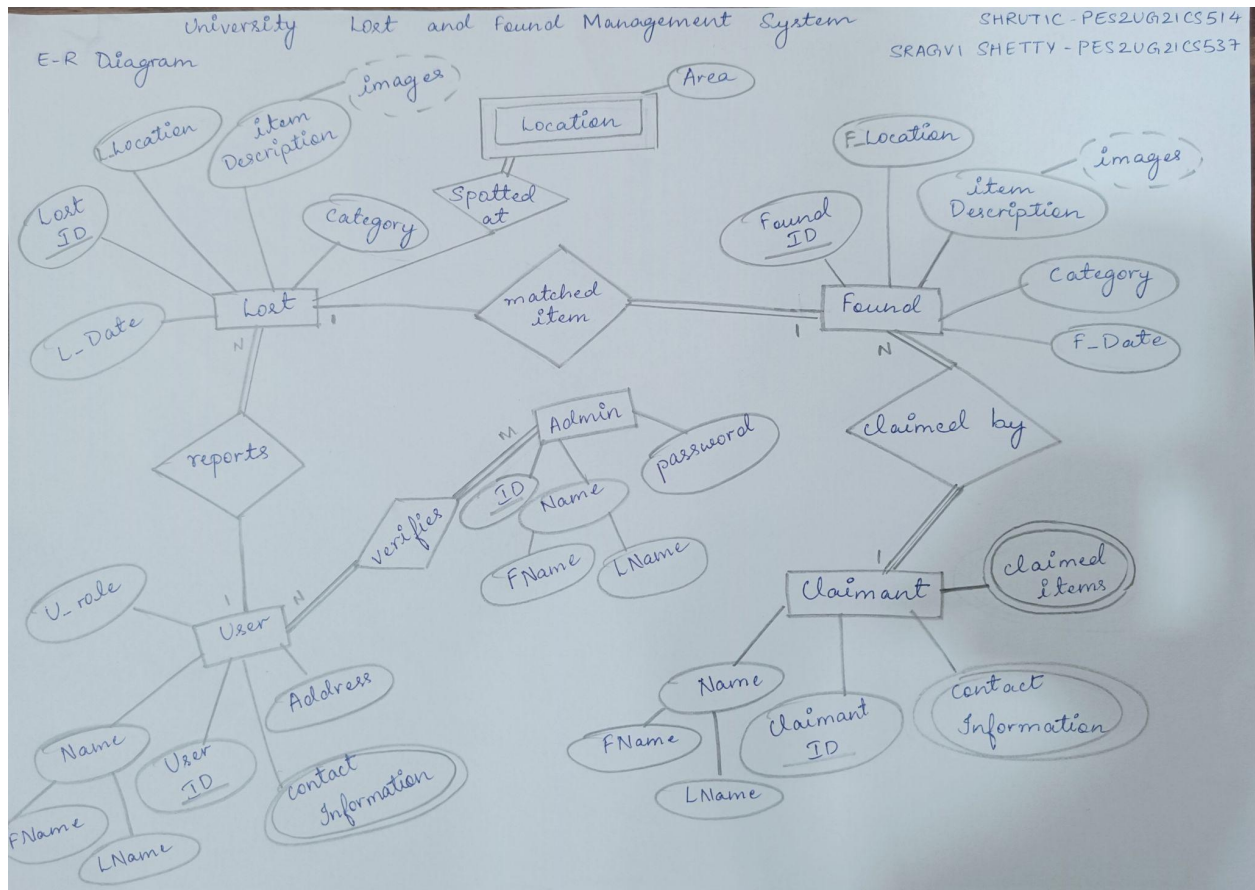 University Lost and Found Management System
SHRUTIC - PES2UG21CS514
SRAGVI SHETTY - PES2UG21CS537
E-R Diagram
images
Area
L_Location
item
Description
Location
F_Location
images
Lost
ID
Category
Spotted
at
Found
ID
item
Description
Category
Lost
1
matched
item
1
Found
L_Date
N
N
F_Date
Admin
M
password
claimed by
reports
ID
Name
verifies
FName
LName
claimed
items
U_role
1
N
1
Claimant
User
Address
Name
Contact
Information
Name
User
ID
Contact
Information
FName
Claimant
ID
LName
FName
LName